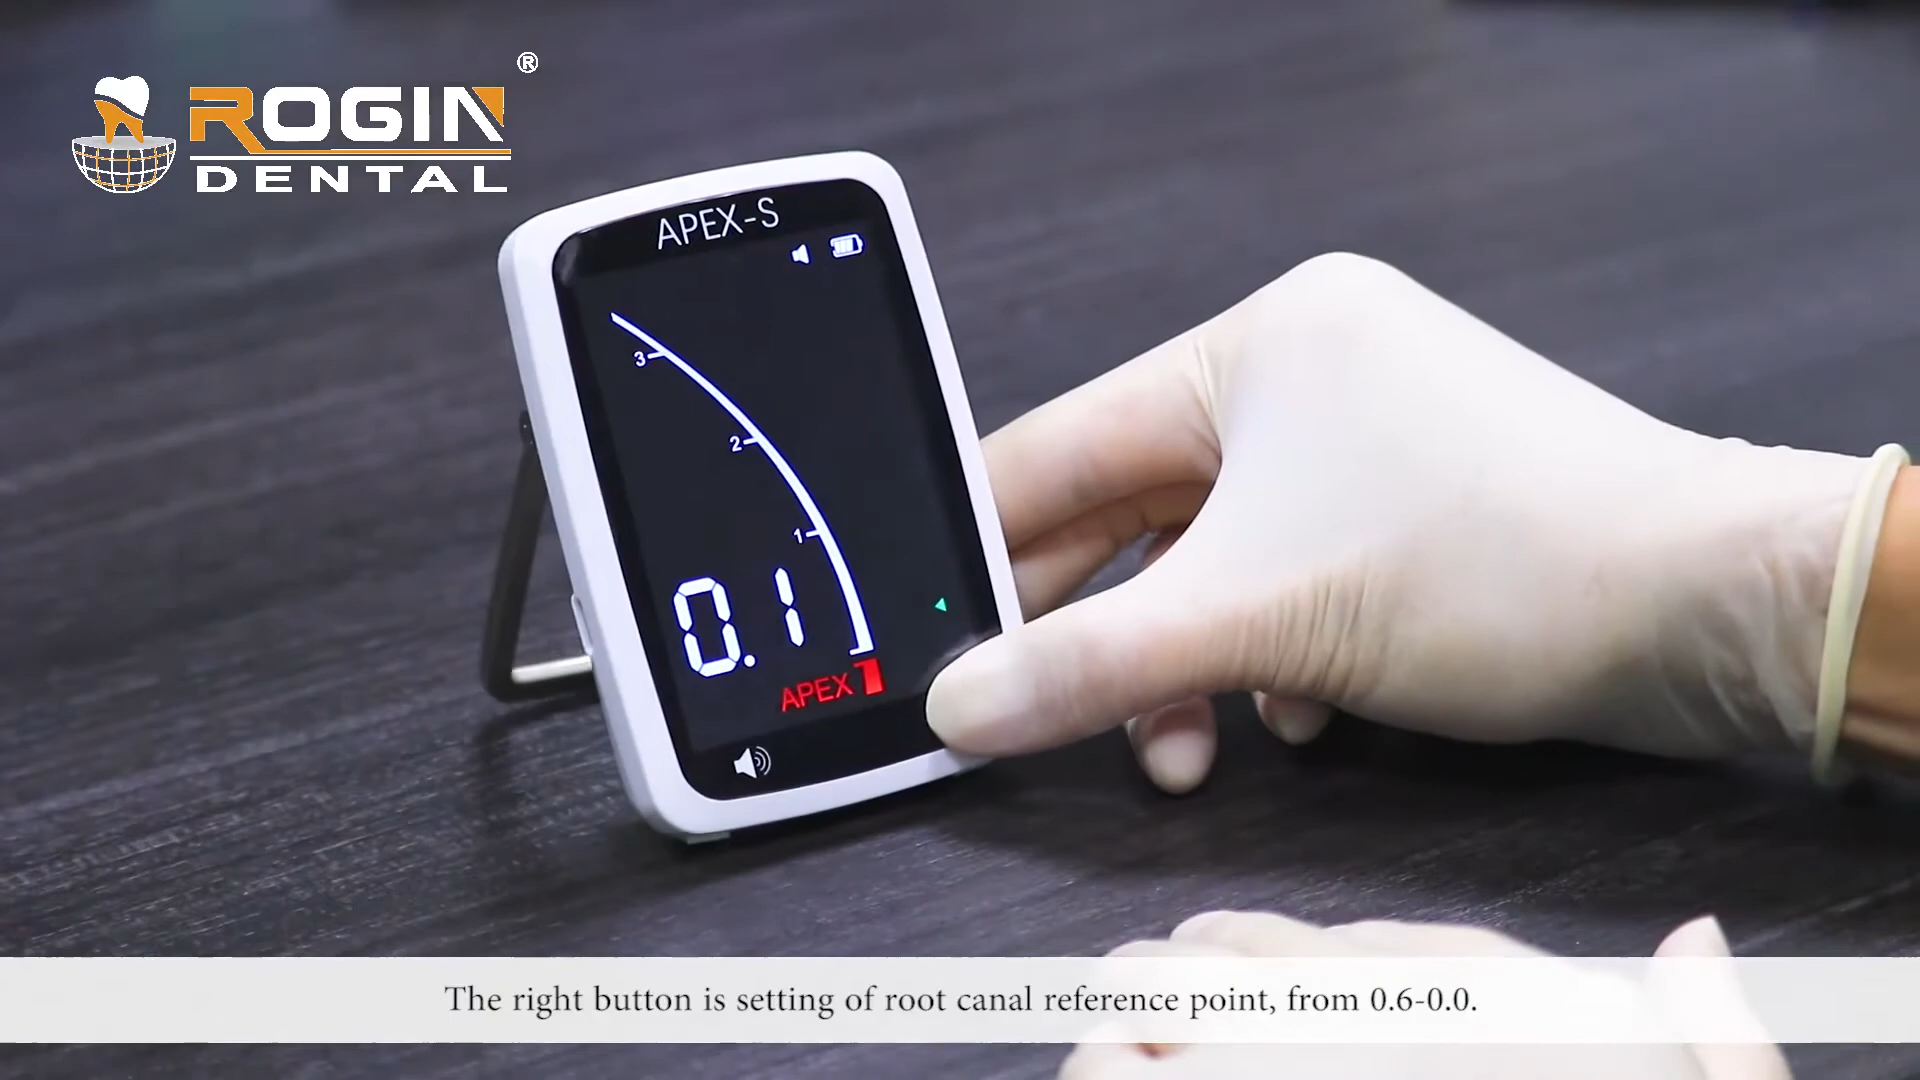 ROGIN ®
DENTAL
APEX-S
3
2
1
0.1
APEX
The right button is setting of root canal reference point, from 0.6-0.0.